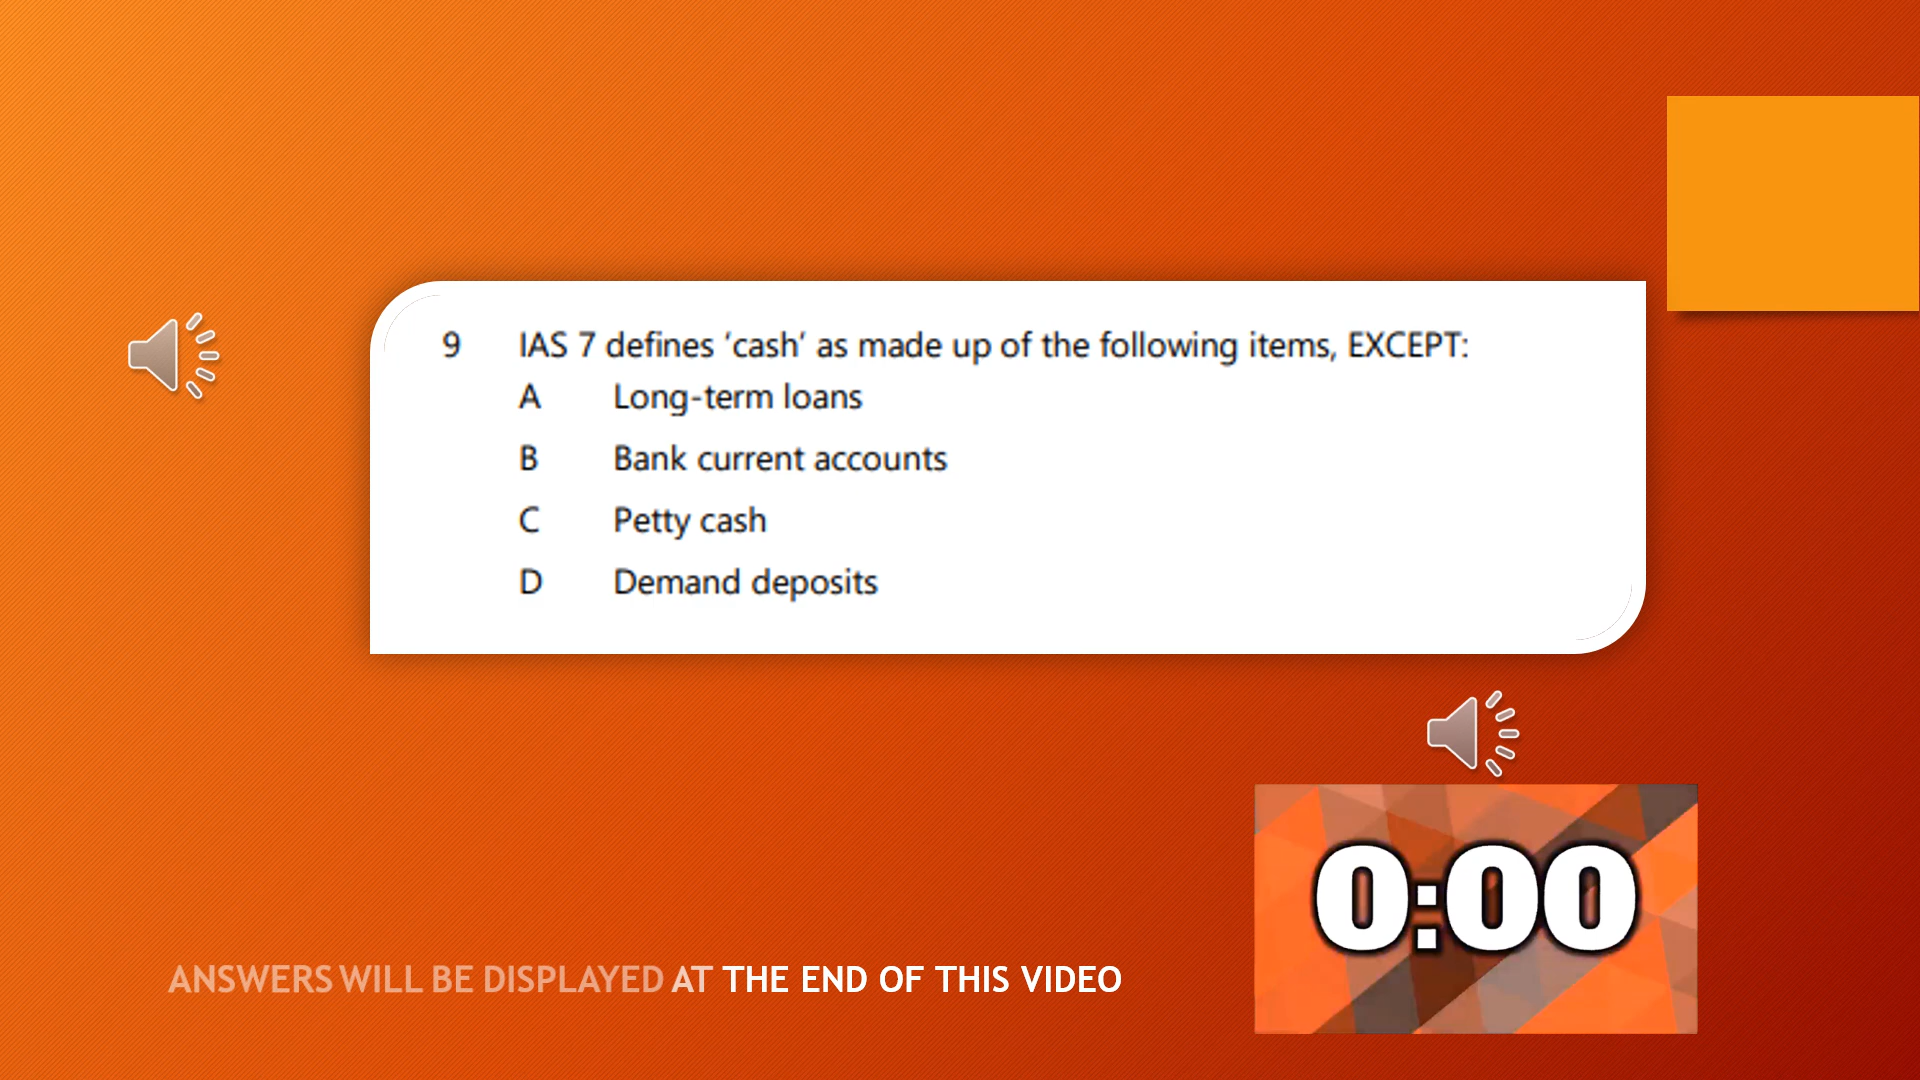 9 IAS 7 defines ‘cash’ as made up of the following items, EXCEPT:
A Long-term loans
B Bank current accounts
C Petty cash
D Demand deposits
0:00
ANSWERS WILL BE DISPLAYED AT THE END OF THIS VIDEO